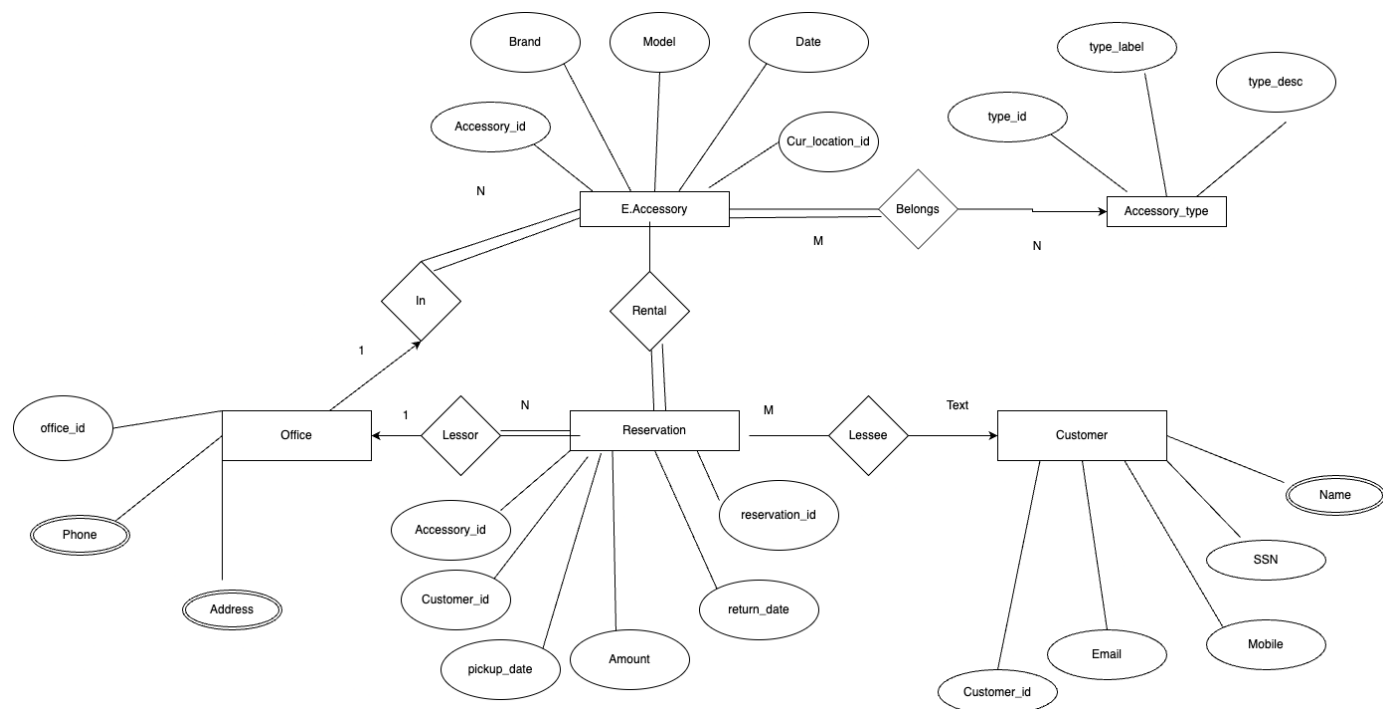 Brand
Model
Date
type_label
type_desc
type_id
Accessory_id
Cur_location_id
N
E.Accessory
Belongs
Accessory_type
M
N
In
Rental
1
office_id
Office
1
Lessor
N
Reservation
M
Lessee
Text
Customer
Name
reservation_id
Accessory_id
Phone
SSN
Customer_id
Address
return_date
Mobile
Email
Amount
pickup_date
Customer_id